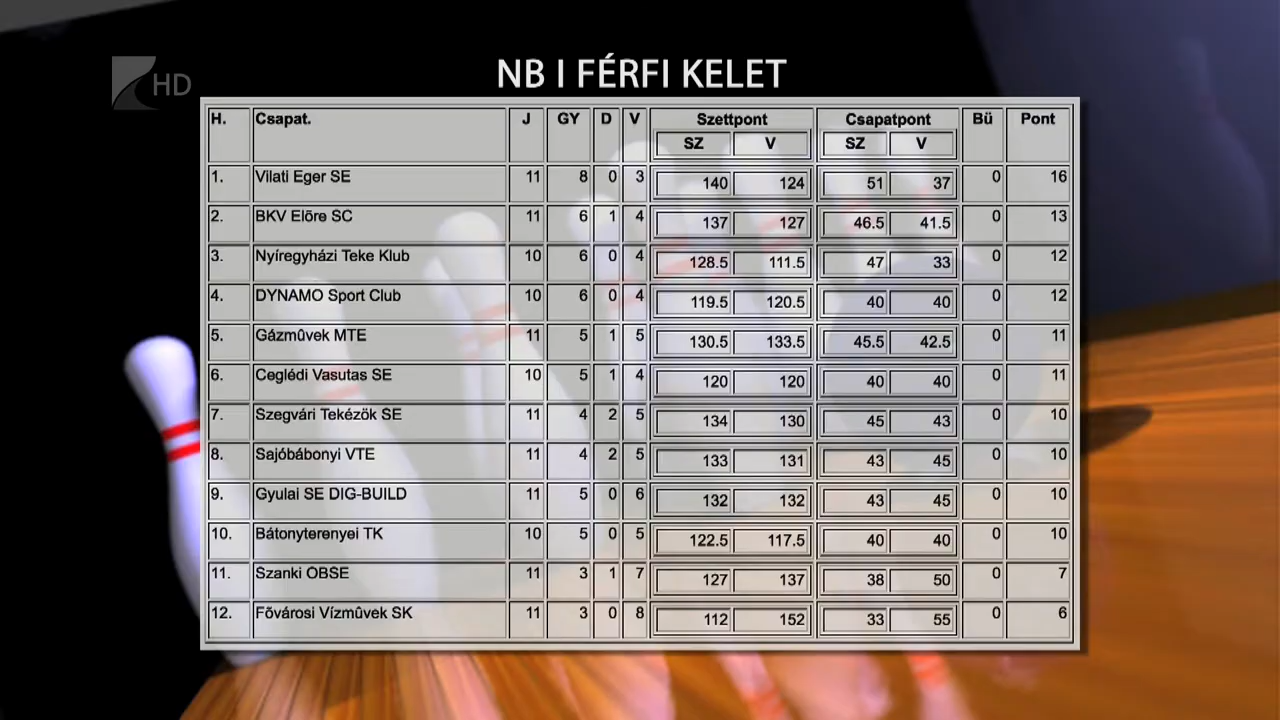 HD
NB I FÉRFI KELET
H. Csapat. J GY D V Szettpont Csapatpont Bü Pont
SZ V SZ V
1. Vilati Eger SE 11 8 0 3 140 124 51 37 0 16
2. BKV Elõre SC 11 6 1 4 137 127 46.5 41.5 0 13
3. Nyíregyházi Teke Klub 10 6 0 4 128.5 111.5 47 33 0 12
4. DYNAMO Sport Club 10 6 0 4 119.5 120.5 40 40 0 12
5. Gázmûvek MTE 11 5 1 5 130.5 133.5 45.5 42.5 0 11
6. Ceglédi Vasutas SE 10 5 1 4 120 120 40 40 0 11
7. Szegvári Tekézõk SE 11 4 2 5 134 130 45 43 0 10
8. Sajóbábonyi VTE 11 4 2 5 133 131 43 45 0 10
9. Gyulai SE DIG-BUILD 11 5 0 6 132 132 43 45 0 10
10. Bátonyterenyei TK 10 5 0 5 122.5 117.5 40 40 0 10
11. Szanki OBSE 11 3 1 7 127 137 38 50 0 7
12. Fõvárosi Vízmûvek SK 11 3 0 8 112 152 33 55 0 6